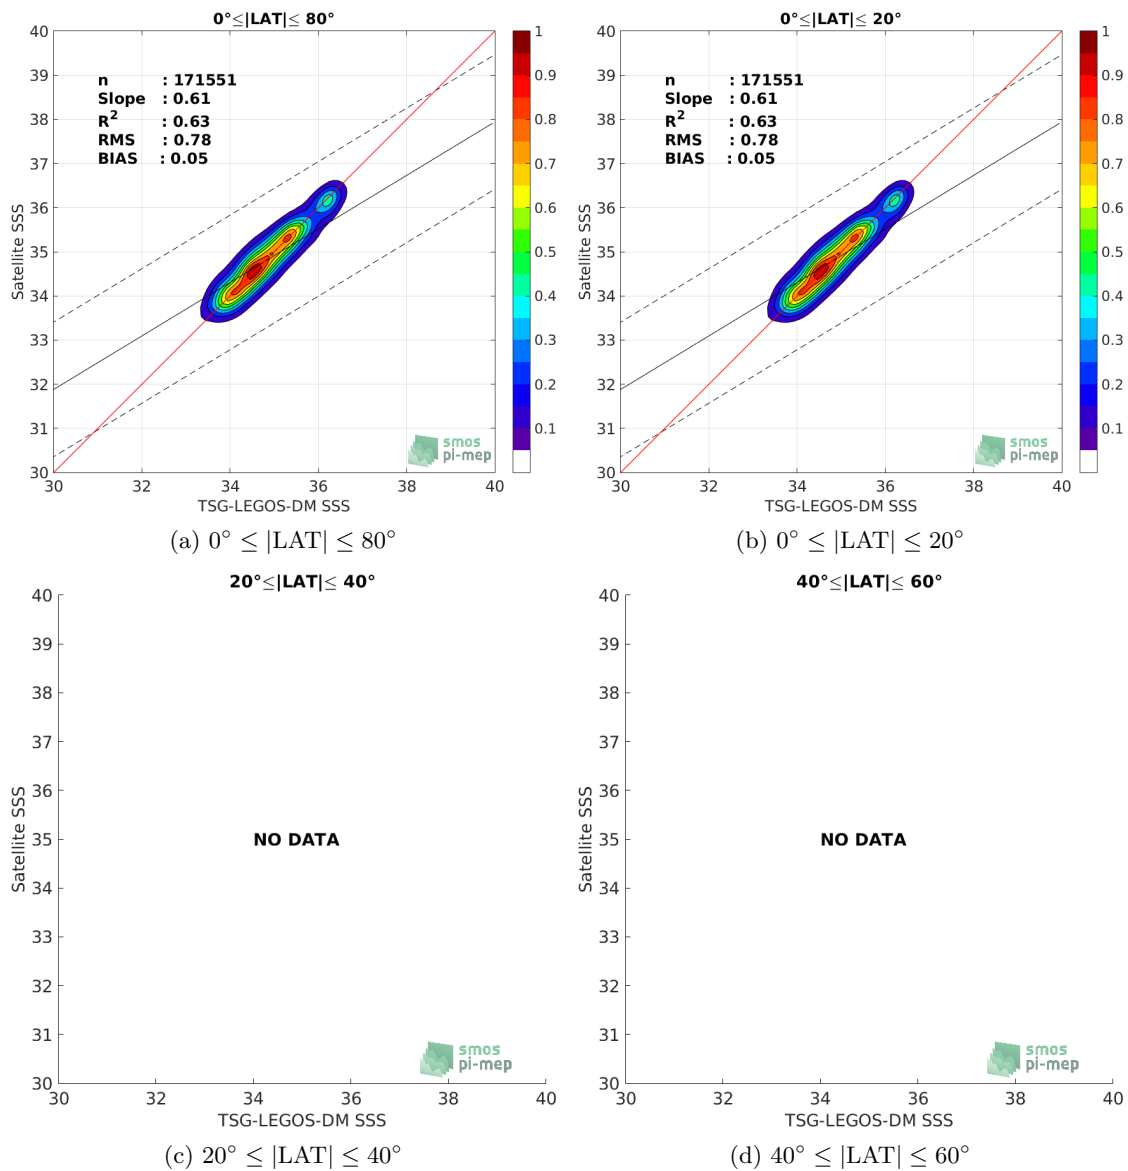 0°≤|LAT|≤ 80°
n : 171551
Slope : 0.61
R2 : 0.63
RMS : 0.78
BIAS : 0.05
Satellite SSS
40
39
38
37
36
35
34
33
32
31
30
30 32 34 36 38 40
TSG-LEGOS-DM SSS
1
0.9
0.8
0.7
0.6
0.5
0.4
0.3
0.2
0.1
smos
pi-mep
(a) 0° ≤ |LAT| ≤ 80°
0°≤|LAT|≤ 20°
n : 171551
Slope : 0.61
R2 : 0.63
RMS : 0.78
BIAS : 0.05
Satellite SSS
40
39
38
37
36
35
34
33
32
31
30
30 32 34 36 38 40
TSG-LEGOS-DM SSS
1
0.9
0.8
0.7
0.6
0.5
0.4
0.3
0.2
0.1
smos
pi-mep
(b) 0° ≤ |LAT| ≤ 20°
20°≤|LAT|≤ 40°
Satellite SSS
40
39
38
37
36
35
34
33
32
31
30
NO DATA
smos
pi-mep
30 32 34 36 38 40
TSG-LEGOS-DM SSS
(c) 20° ≤ |LAT| ≤ 40°
40°≤|LAT|≤ 60°
Satellite SSS
40
39
38
37
36
35
34
33
32
31
30
NO DATA
smos
pi-mep
30 32 34 36 38 40
TSG-LEGOS-DM SSS
(d) 40° ≤ |LAT| ≤ 60°